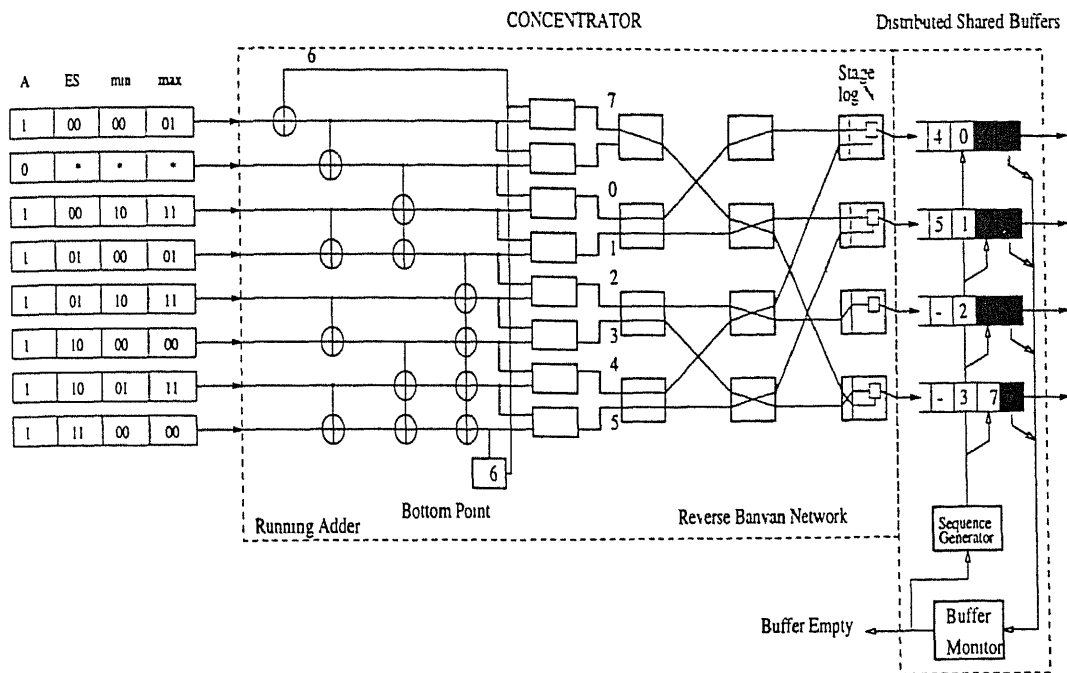 CONCENTRATOR
Distributed Shared Buffers
A ES min max
6
Stage
log
1 00 00 01
7
4 0
0 * * *
1 00 10 11
0
5 1
1 01 00 01
1
1 01 10 11
2
- 2
1 10 00 00
3
1 10 01 11
4
- 3 7
1 11 00 00
5
6
Bottom Point
Running Adder
Reverse Banvan Network
Sequence
Generator
Buffer Empty
Buffer
Monitor